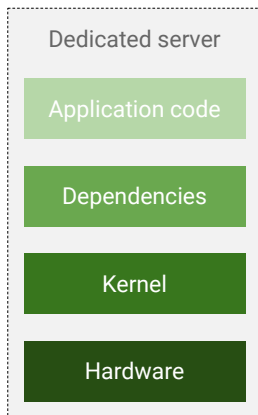 Dedicated server
Application code
Dependencies
Kernel
Hardware